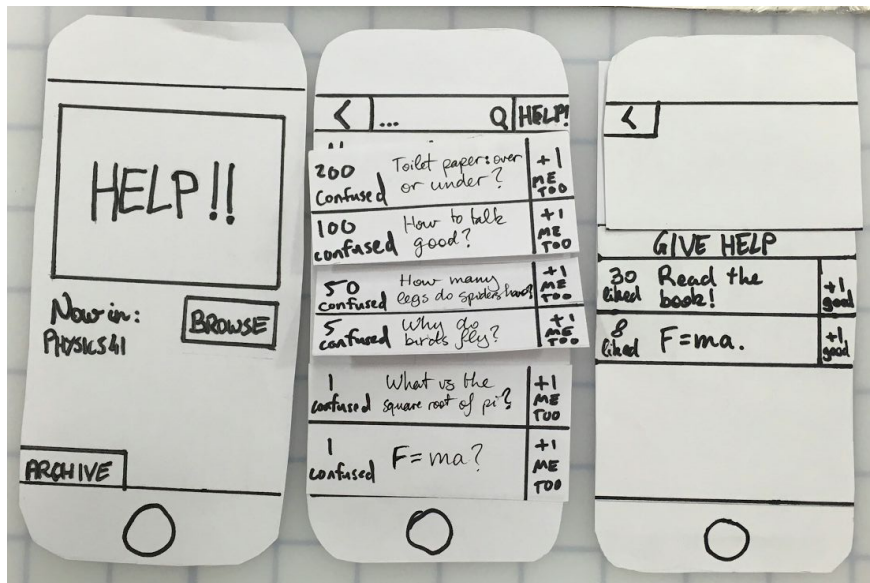 HELP!!
Now in:
PHYSICS 41
BROWSE
ARCHIVE
< ... HELP!
200
confused
Toilet paper: over
or under?
+1
ME
TOO
100
confused
How to talk
good?
+1
ME
TOO
50
confused
How many
legs do spiders have?
+1
ME
TOO
5
confused
Why do
birds fly?
+1
ME
TOO
1
confused
What is the
square root of pi?
+1
ME
TOO
1
confused
F=ma?
+1
ME
TOO
<
GIVE HELP
30
liked
Read the
book!
+1
good
8
liked
F=ma.
+1
good